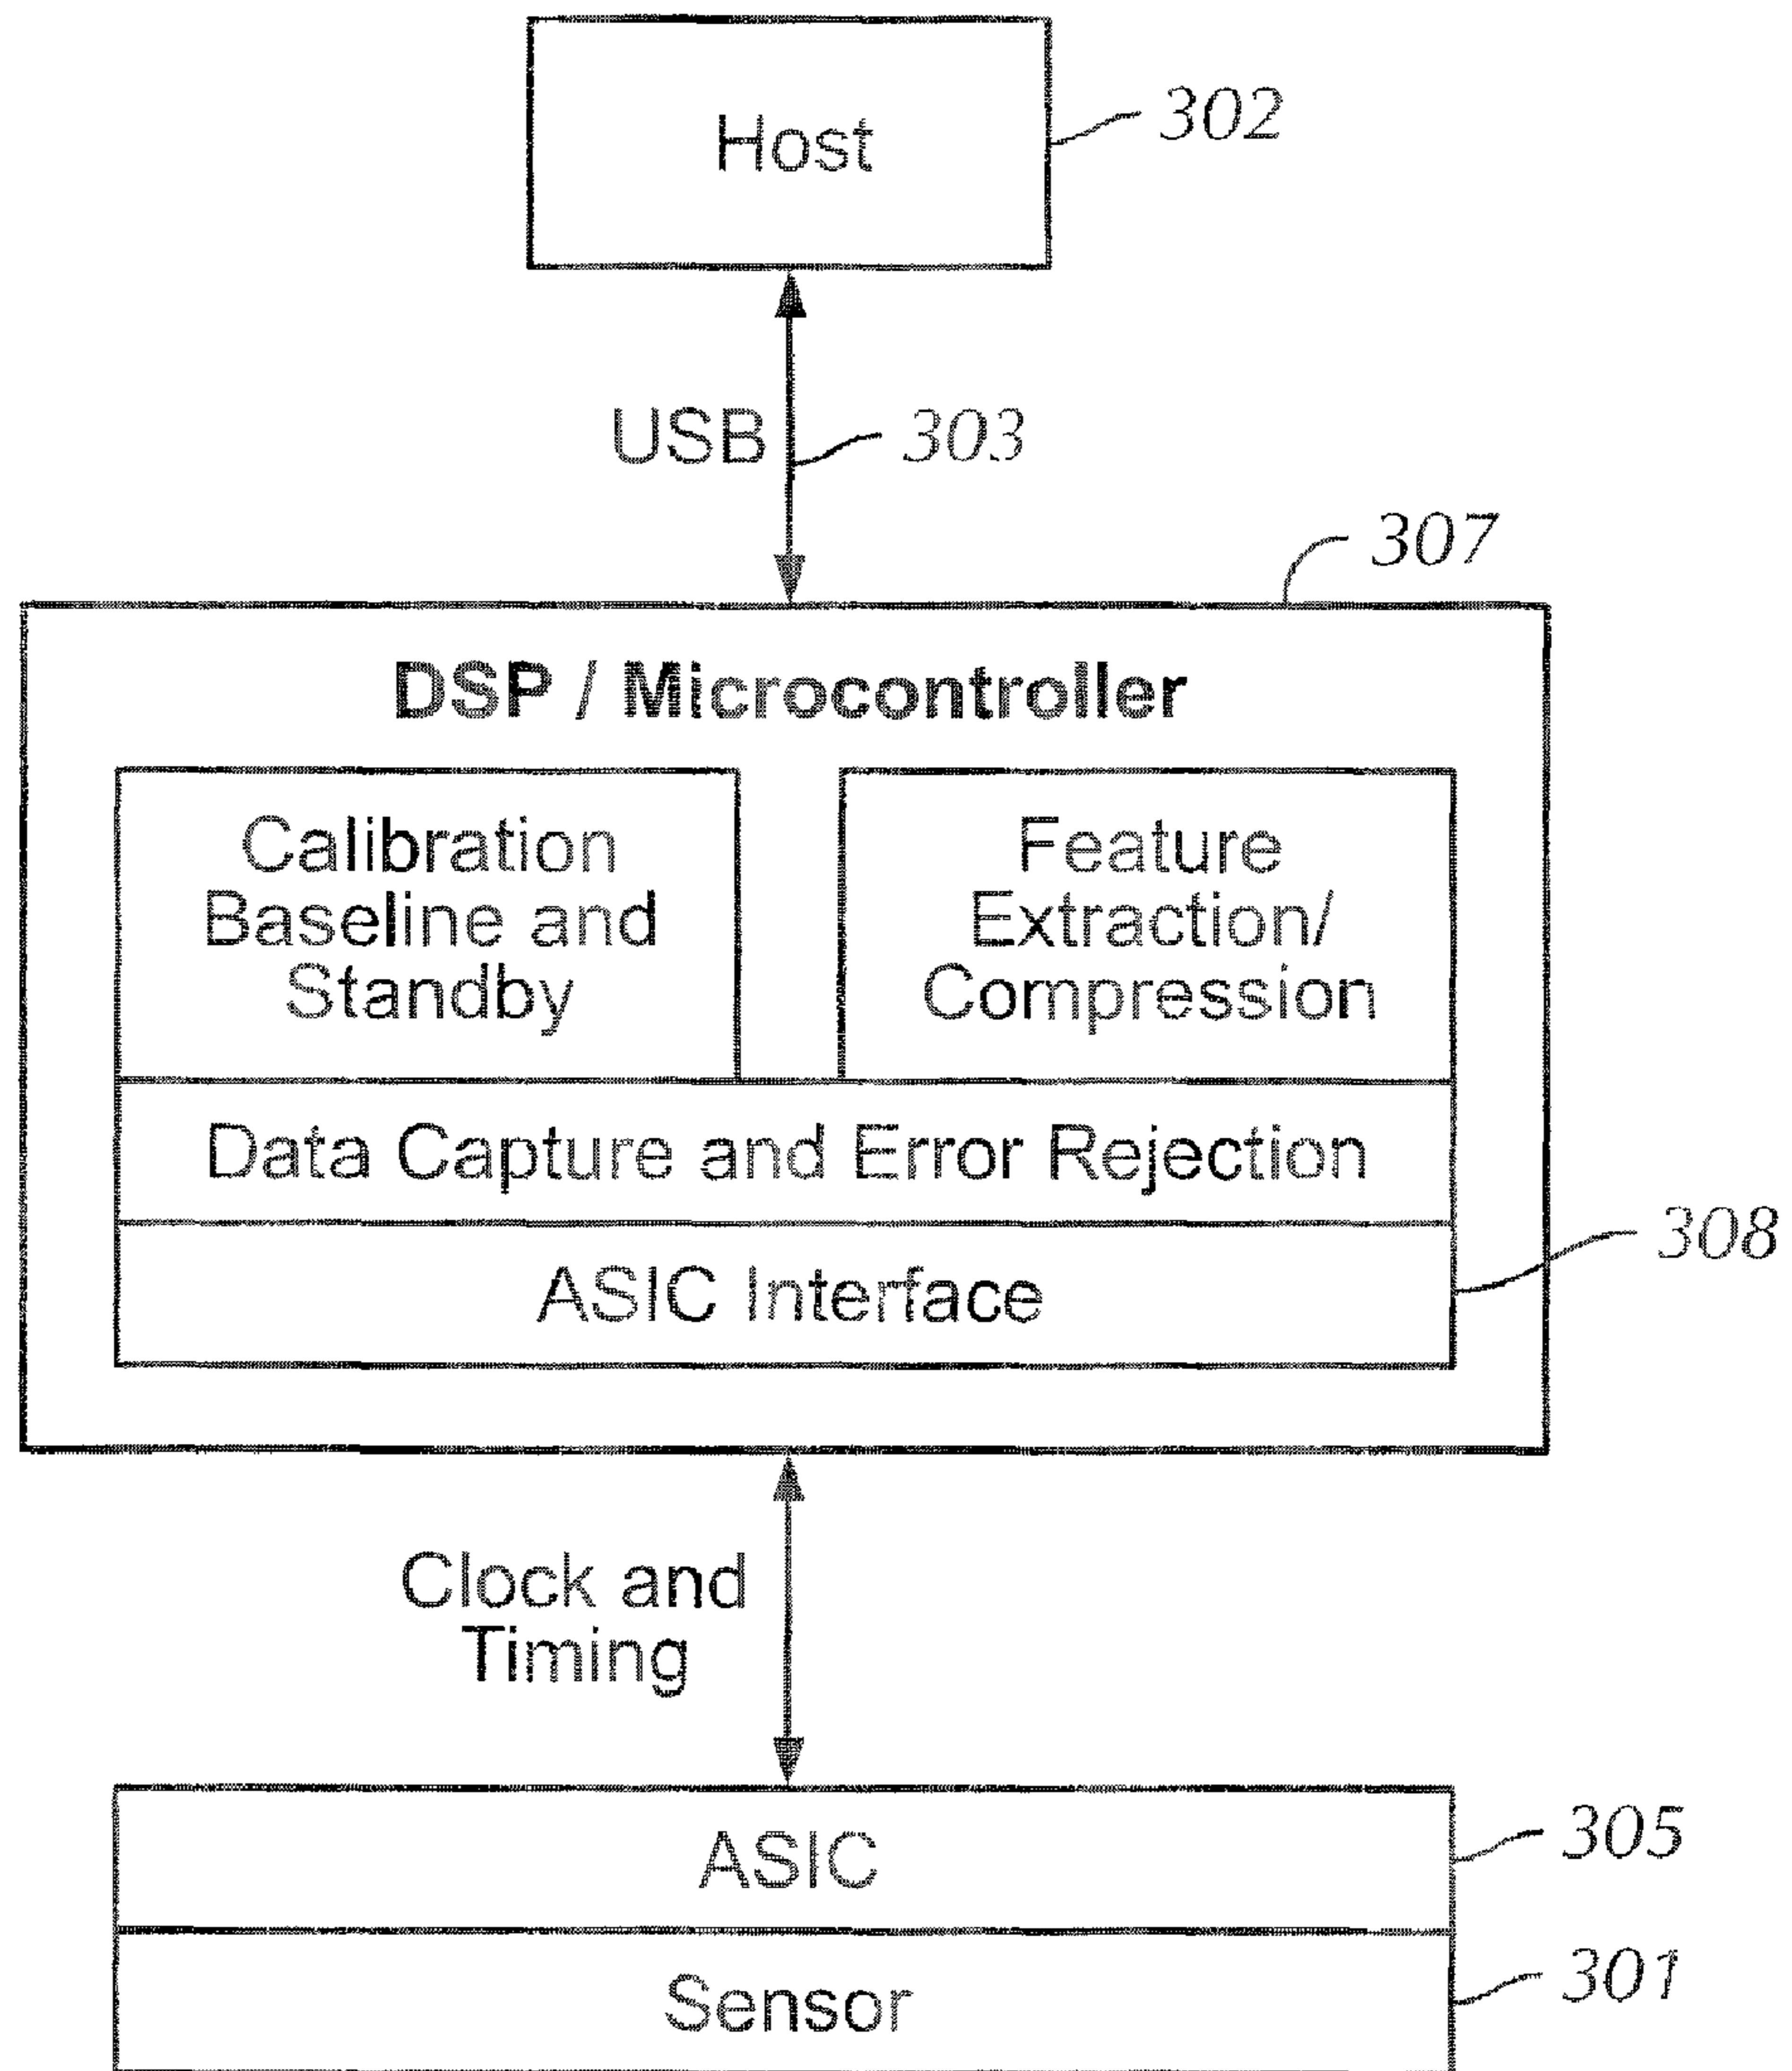 Host
302
USB
303
307
DSP / Microcontroller
Calibration
Baseline and
Standby
Feature
Extraction/
Compression
Data Capture and Error Rejection
ASIC Interface
308
Clock and
Timing
ASIC
305
Sensor
301